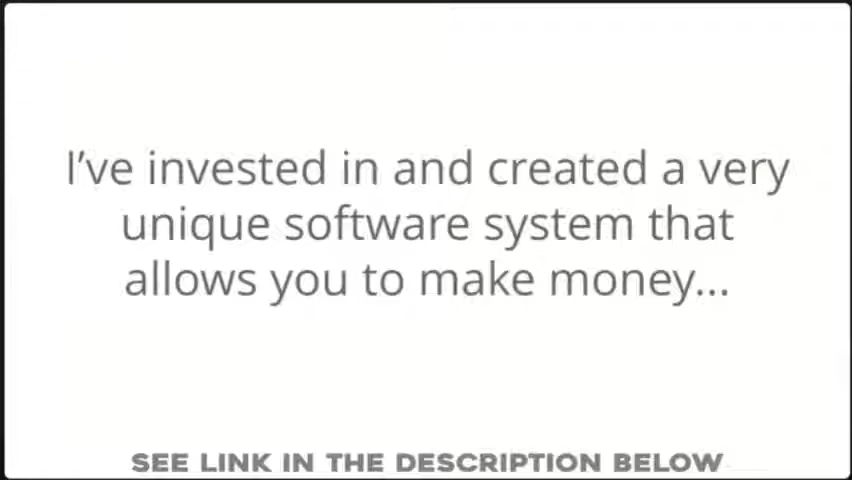 I’ve invested in and created a very
unique software system that
allows you to make money...
SEE LINK IN THE DESCRIPTION BELOW